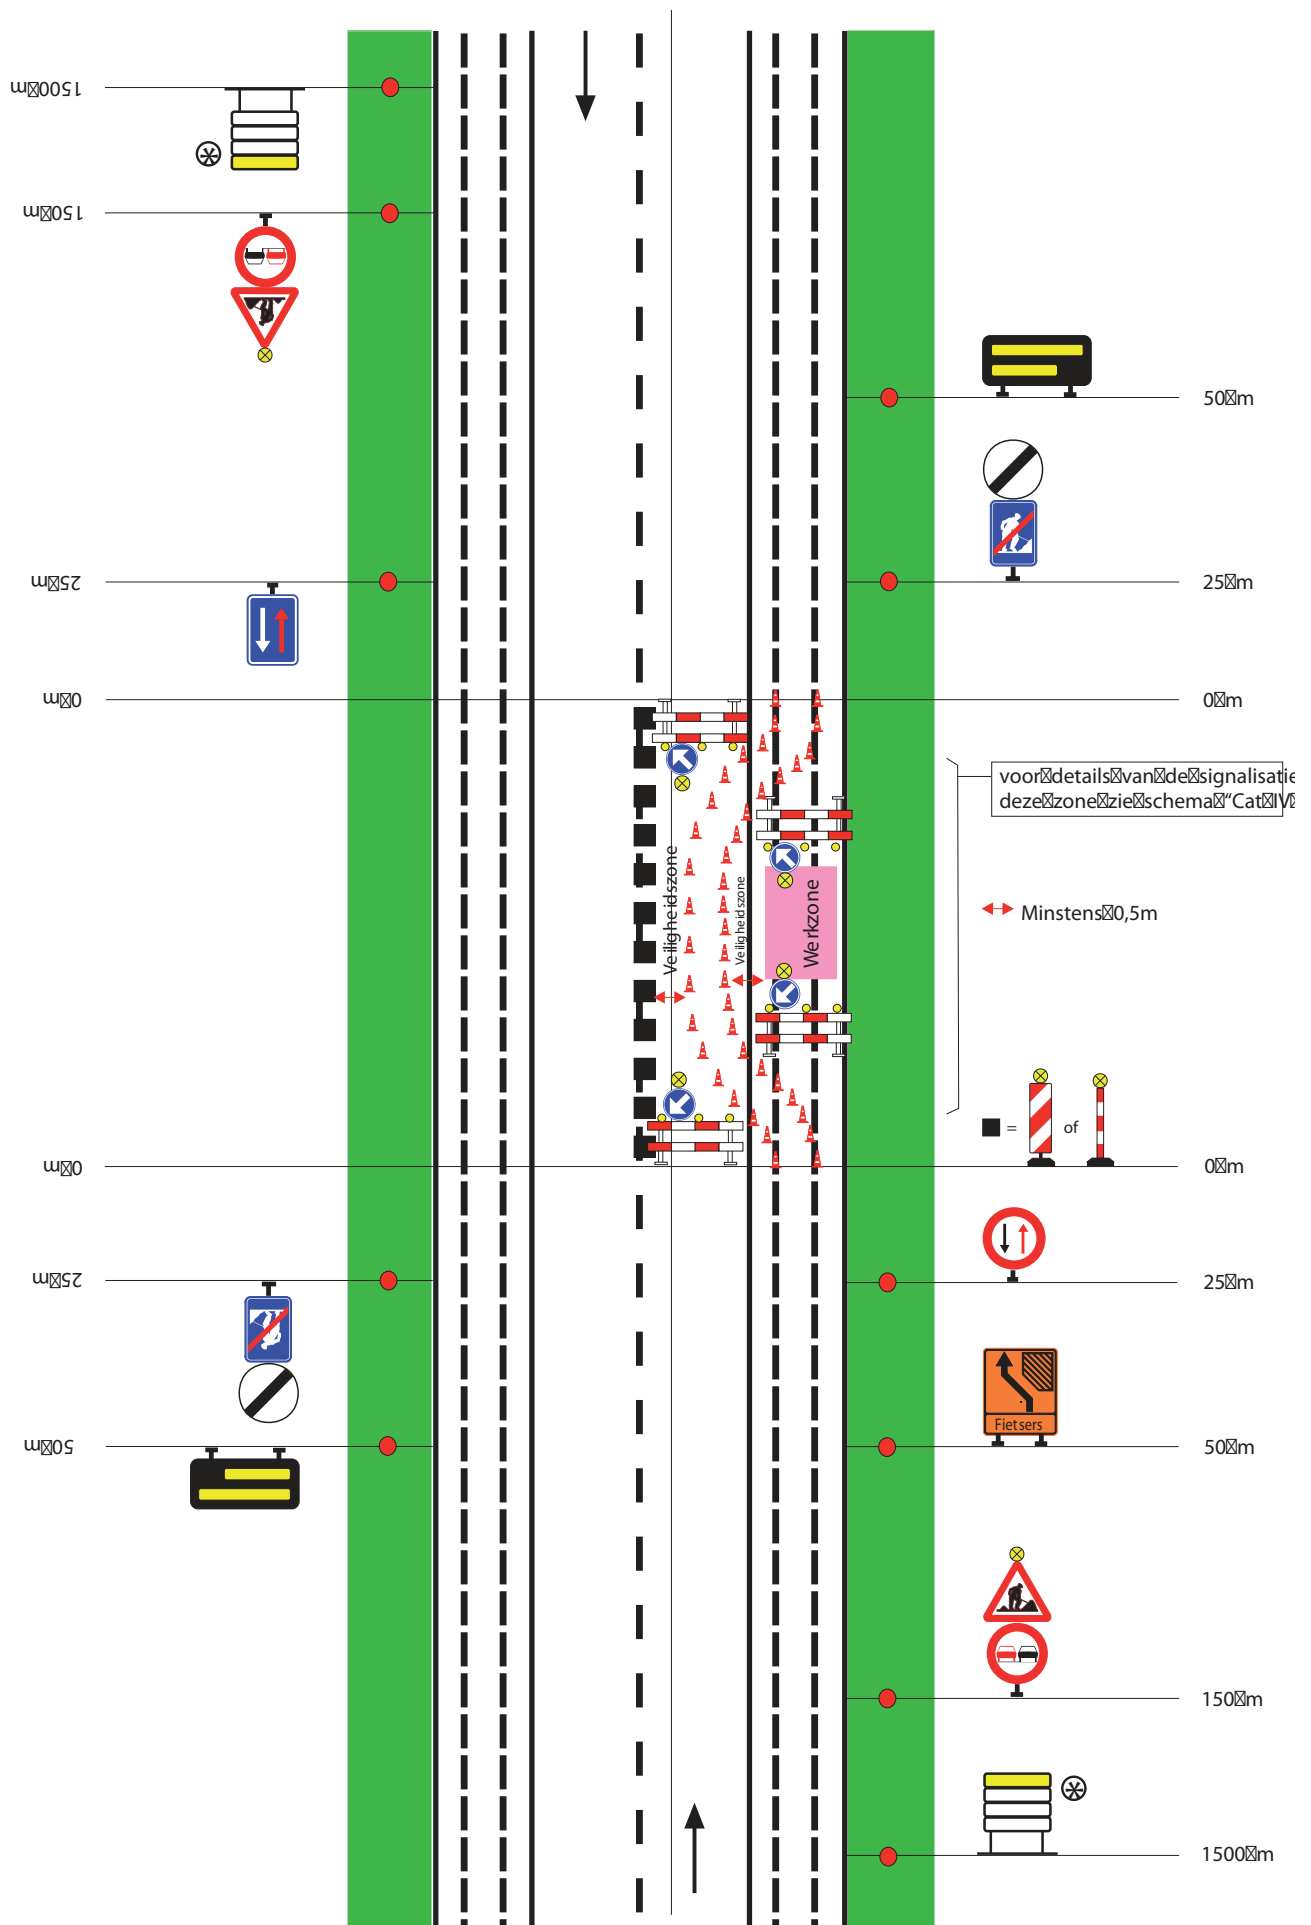 1500 m
150 m
50 m
25 m
25 m
0 m
0 m
voor details van de signalisatie
deze zone zie schema "Cat IV
Veiligheidszone
Veiligheidszone
Werkzone
Minstens 0,5m
= of
0 m
0 m
25 m
25 m
Fietsers
50 m
50 m
150 m
1500 m